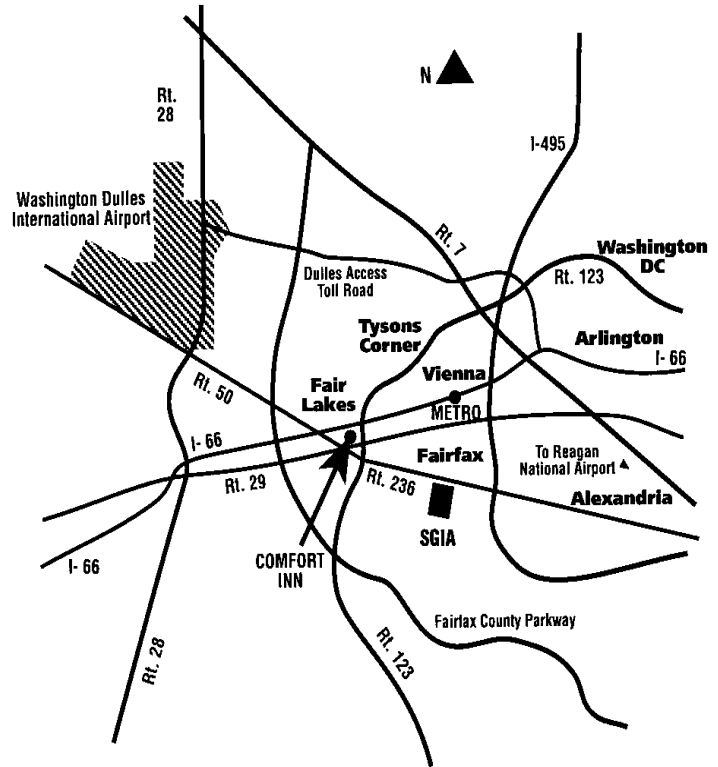 N
Rt.
28
I-495
Washington Dulles
International Airport
Rt. 7
Washington
DC
Rt. 123
Dulles Access
Toll Road
Tysons
Corner
Arlington
I- 66
Vienna
Fair
Lakes
Rt. 50
METRO
I- 66
Fairfax
To Reagan
National Airport
Rt. 29
Rt. 236
Alexandria
SGIA
COMFORT
INN
I- 66
Fairfax County Parkway
Rt. 28
Rt. 123